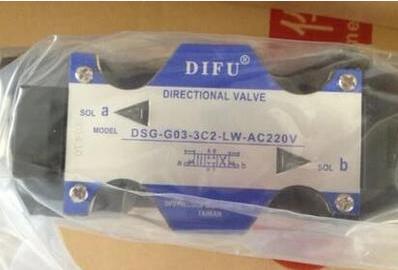 DIFU®
DIRECTIONAL VALVE
SOL a
MODEL DSG-G03-3C2-LW-AC220V
a b
SOL b
TAIWAN